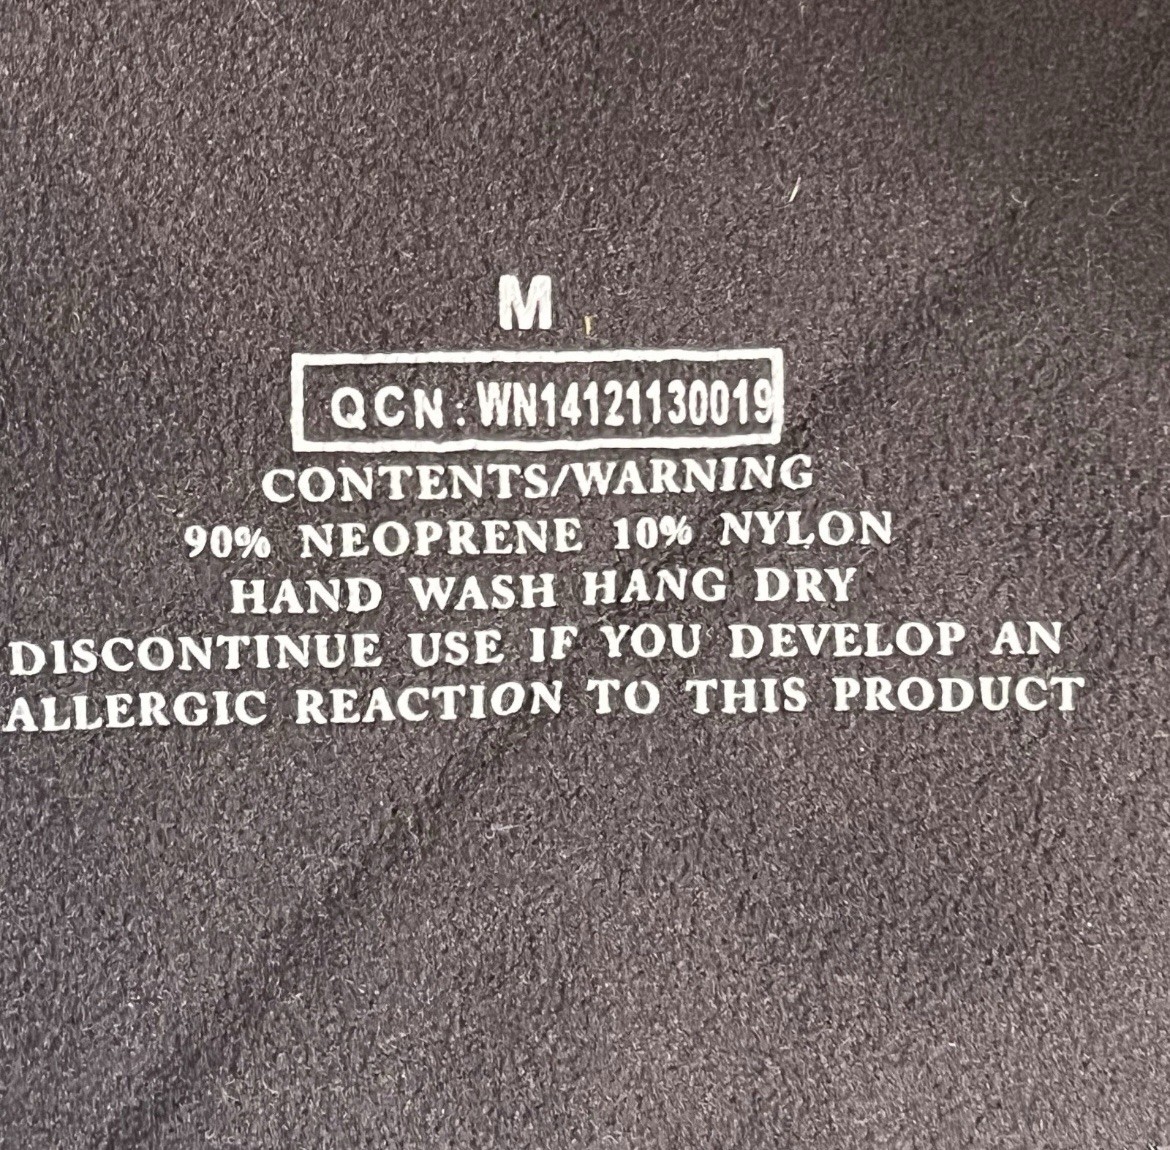 M
QCN: WN14121130019
CONTENTS/WARNING
90% NEOPRENE 10% NYLON
HAND WASH HANG DRY
DISCONTINUE USE IF YOU DEVELOP AN
ALLERGIC REACTION TO THIS PRODUCT